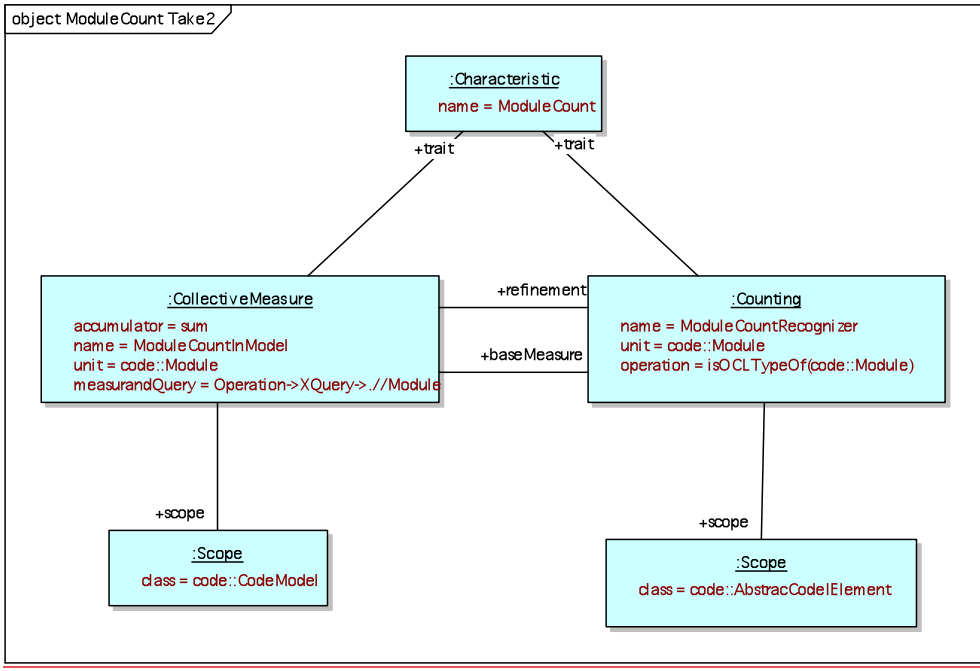 object ModuleCount Take2
:Characteristic
name = ModuleCount
+trait
+trait
:CollectiveMeasure
accumulator = sum
name = ModuleCountInModel
unit = code::Module
measurandQuery = Operation->XQuery->.//Module
+refinement
+baseMeasure
:Counting
name = ModuleCountRecognizer
unit = code::Module
operation = isOCLTypeOf(code::Module)
+scope
+scope
:Scope
class = code::CodeModel
:Scope
class = code::AbstracCodelElement